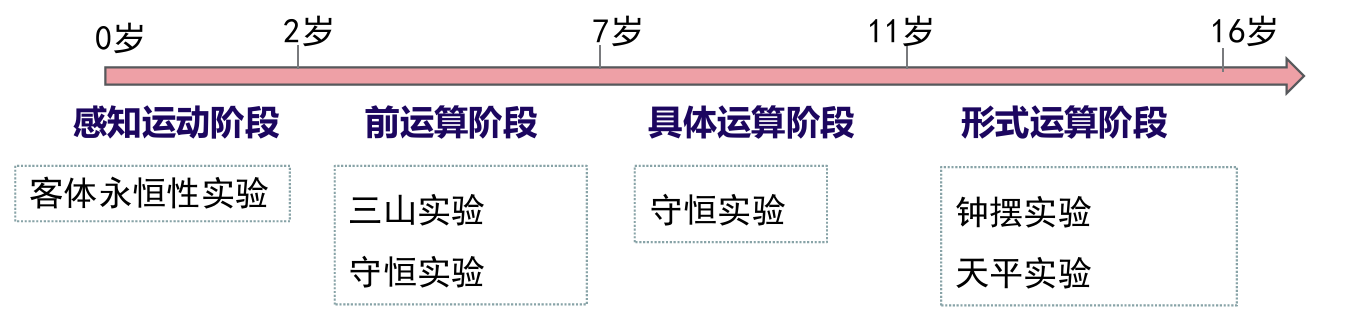 0岁 2岁 7岁 11岁 16岁
感知运动阶段 前运算阶段 具体运算阶段 形式运算阶段
客体永恒性实验
三山实验
守恒实验
守恒实验
钟摆实验
天平实验